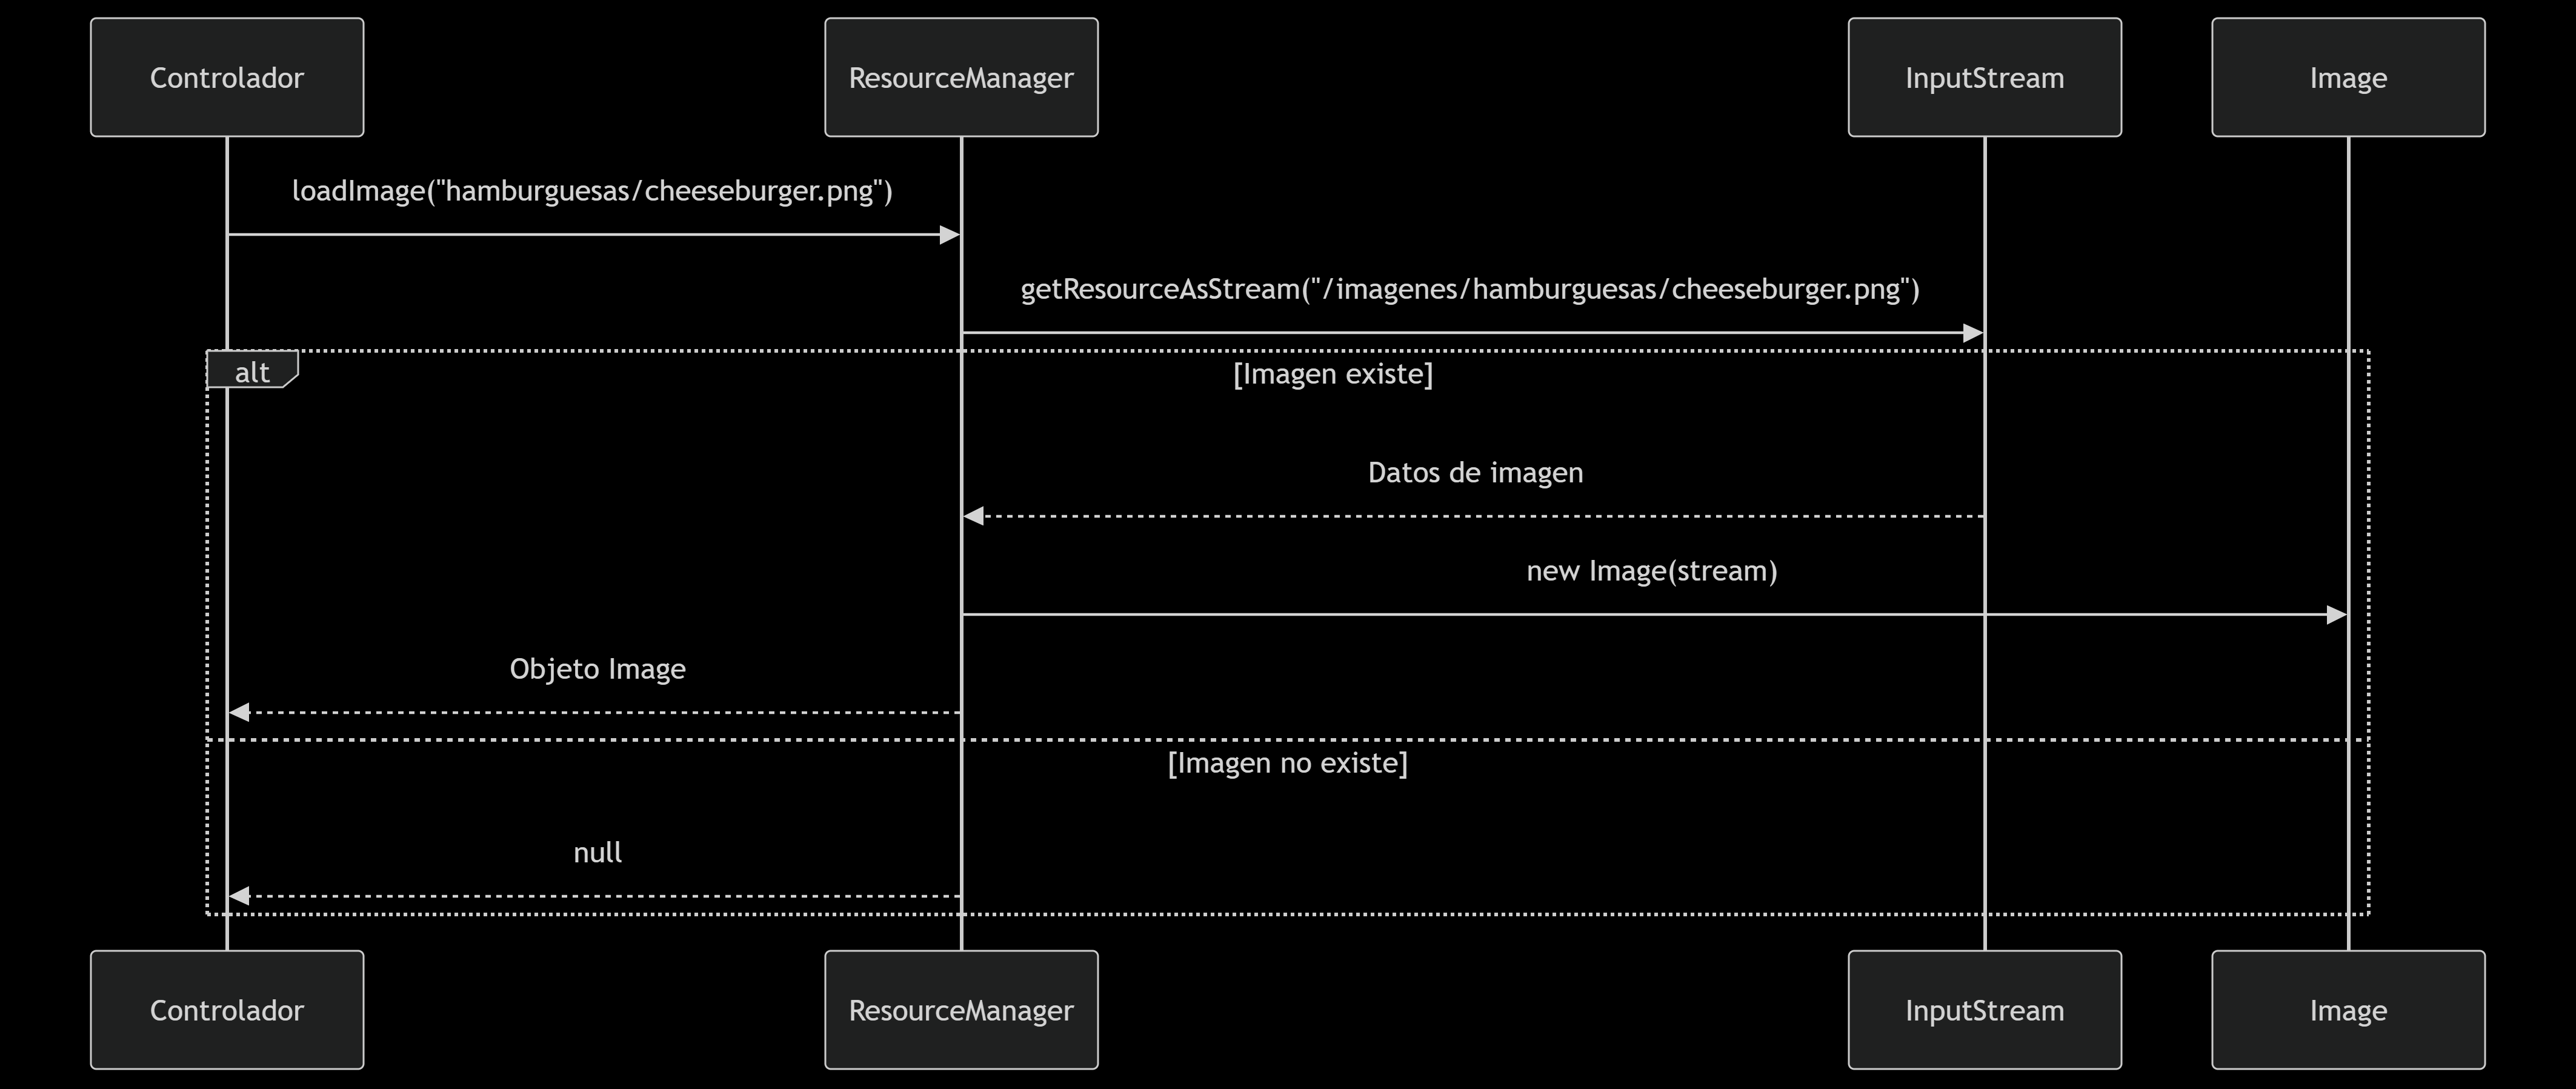 Controlador
ResourceManager
InputStream
Image
loadImage("hamburguesas/cheeseburger.png")
getResourceAsStream("/imagenes/hamburguesas/cheeseburger.png")
alt
[Imagen existe]
Datos de imagen
new Image(stream)
Objeto Image
[Imagen no existe]
null
Controlador
ResourceManager
InputStream
Image